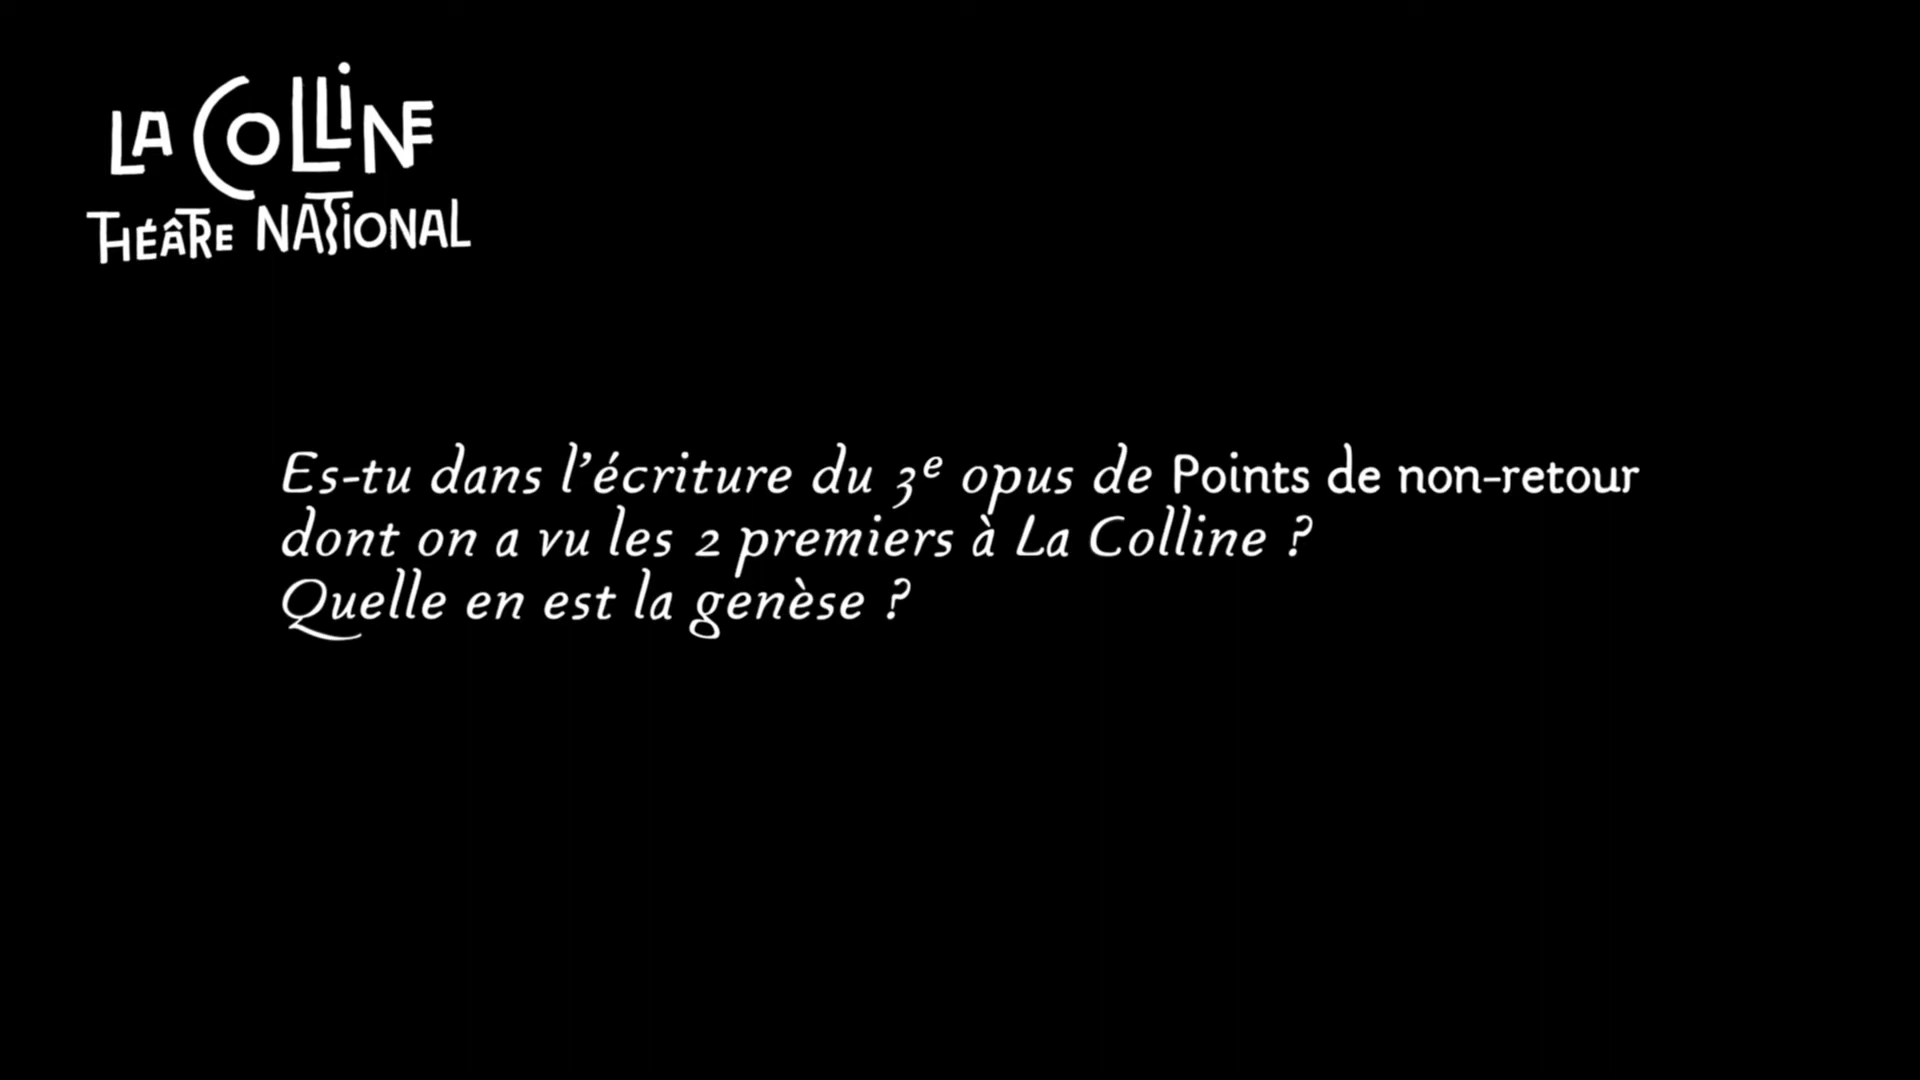 LA COLLiNE
THÉÂTRE NATiONAL
Es-tu dans l’écriture du 3e opus de Points de non-retour
dont on a vu les 2 premiers à La Colline ?
Quelle en est la genèse ?